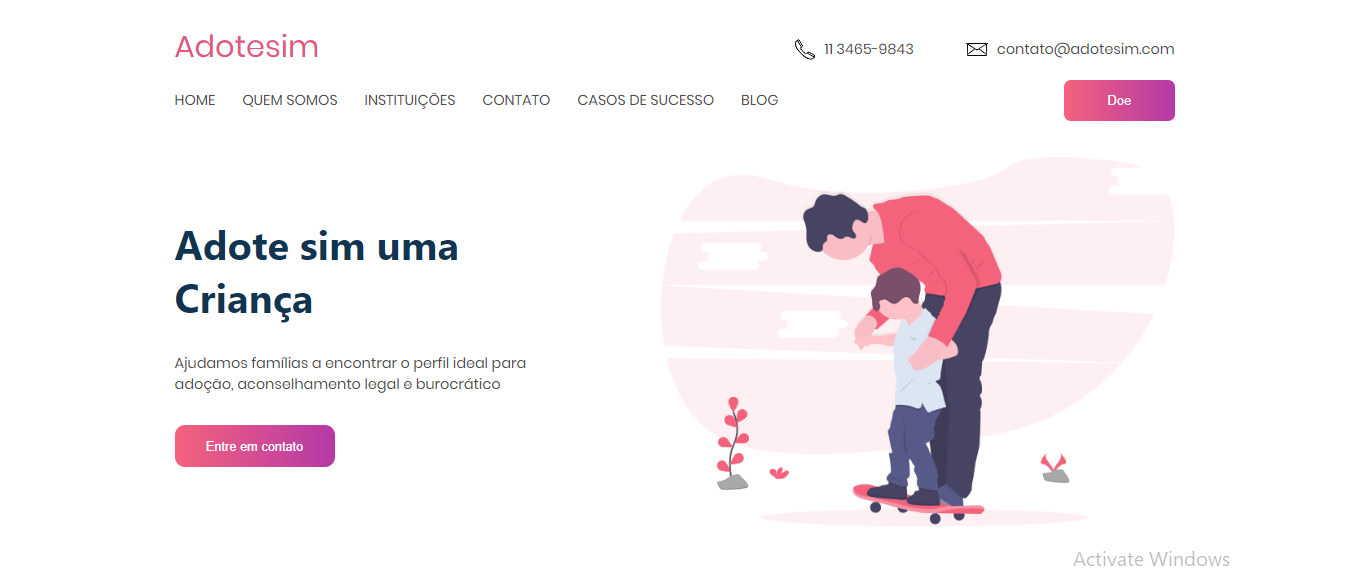 Adotesim
11 3465-9843
contato@adotesim.com
HOME QUEM SOMOS INSTITUIÇÕES CONTATO CASOS DE SUCESSO BLOG
Doe
Adote sim uma
Criança
Ajudamos famílias a encontrar o perfil ideal para
adoção, aconselhamento legal e burocrático
Entre em contato
Activate Windows